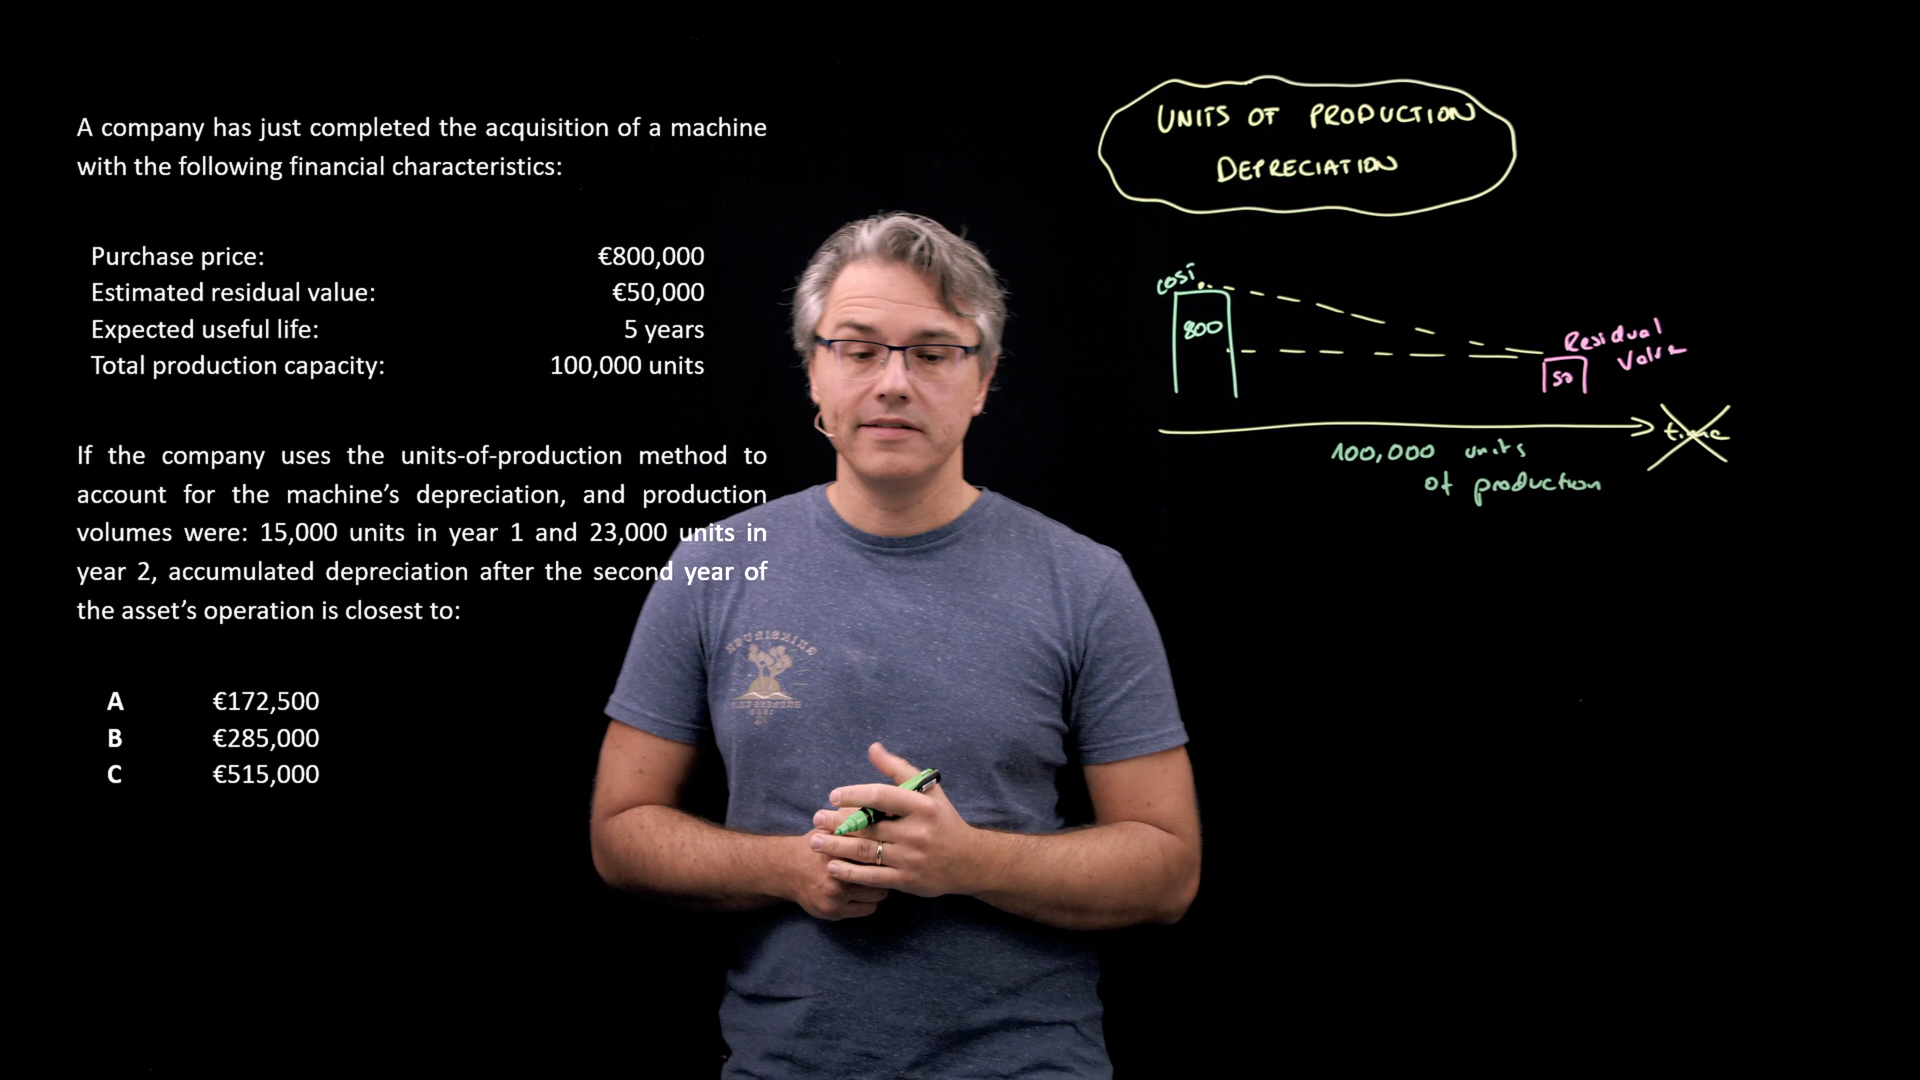 A company has just completed the acquisition of a machine
with the following financial characteristics:
Purchase price: €800,000
Estimated residual value: €50,000
Expected useful life: 5 years
Total production capacity: 100,000 units
If the company uses the units-of-production method to
account for the machine’s depreciation, and production
volumes were: 15,000 units in year 1 and 23,000 units in
year 2, accumulated depreciation after the second year of
the asset’s operation is closest to:
A €172,500
B €285,000
C €515,000
UNITS OF PRODUCTION
DEPRECIATION
COST
800
Residual
Value
50
time
100,000 units
of production